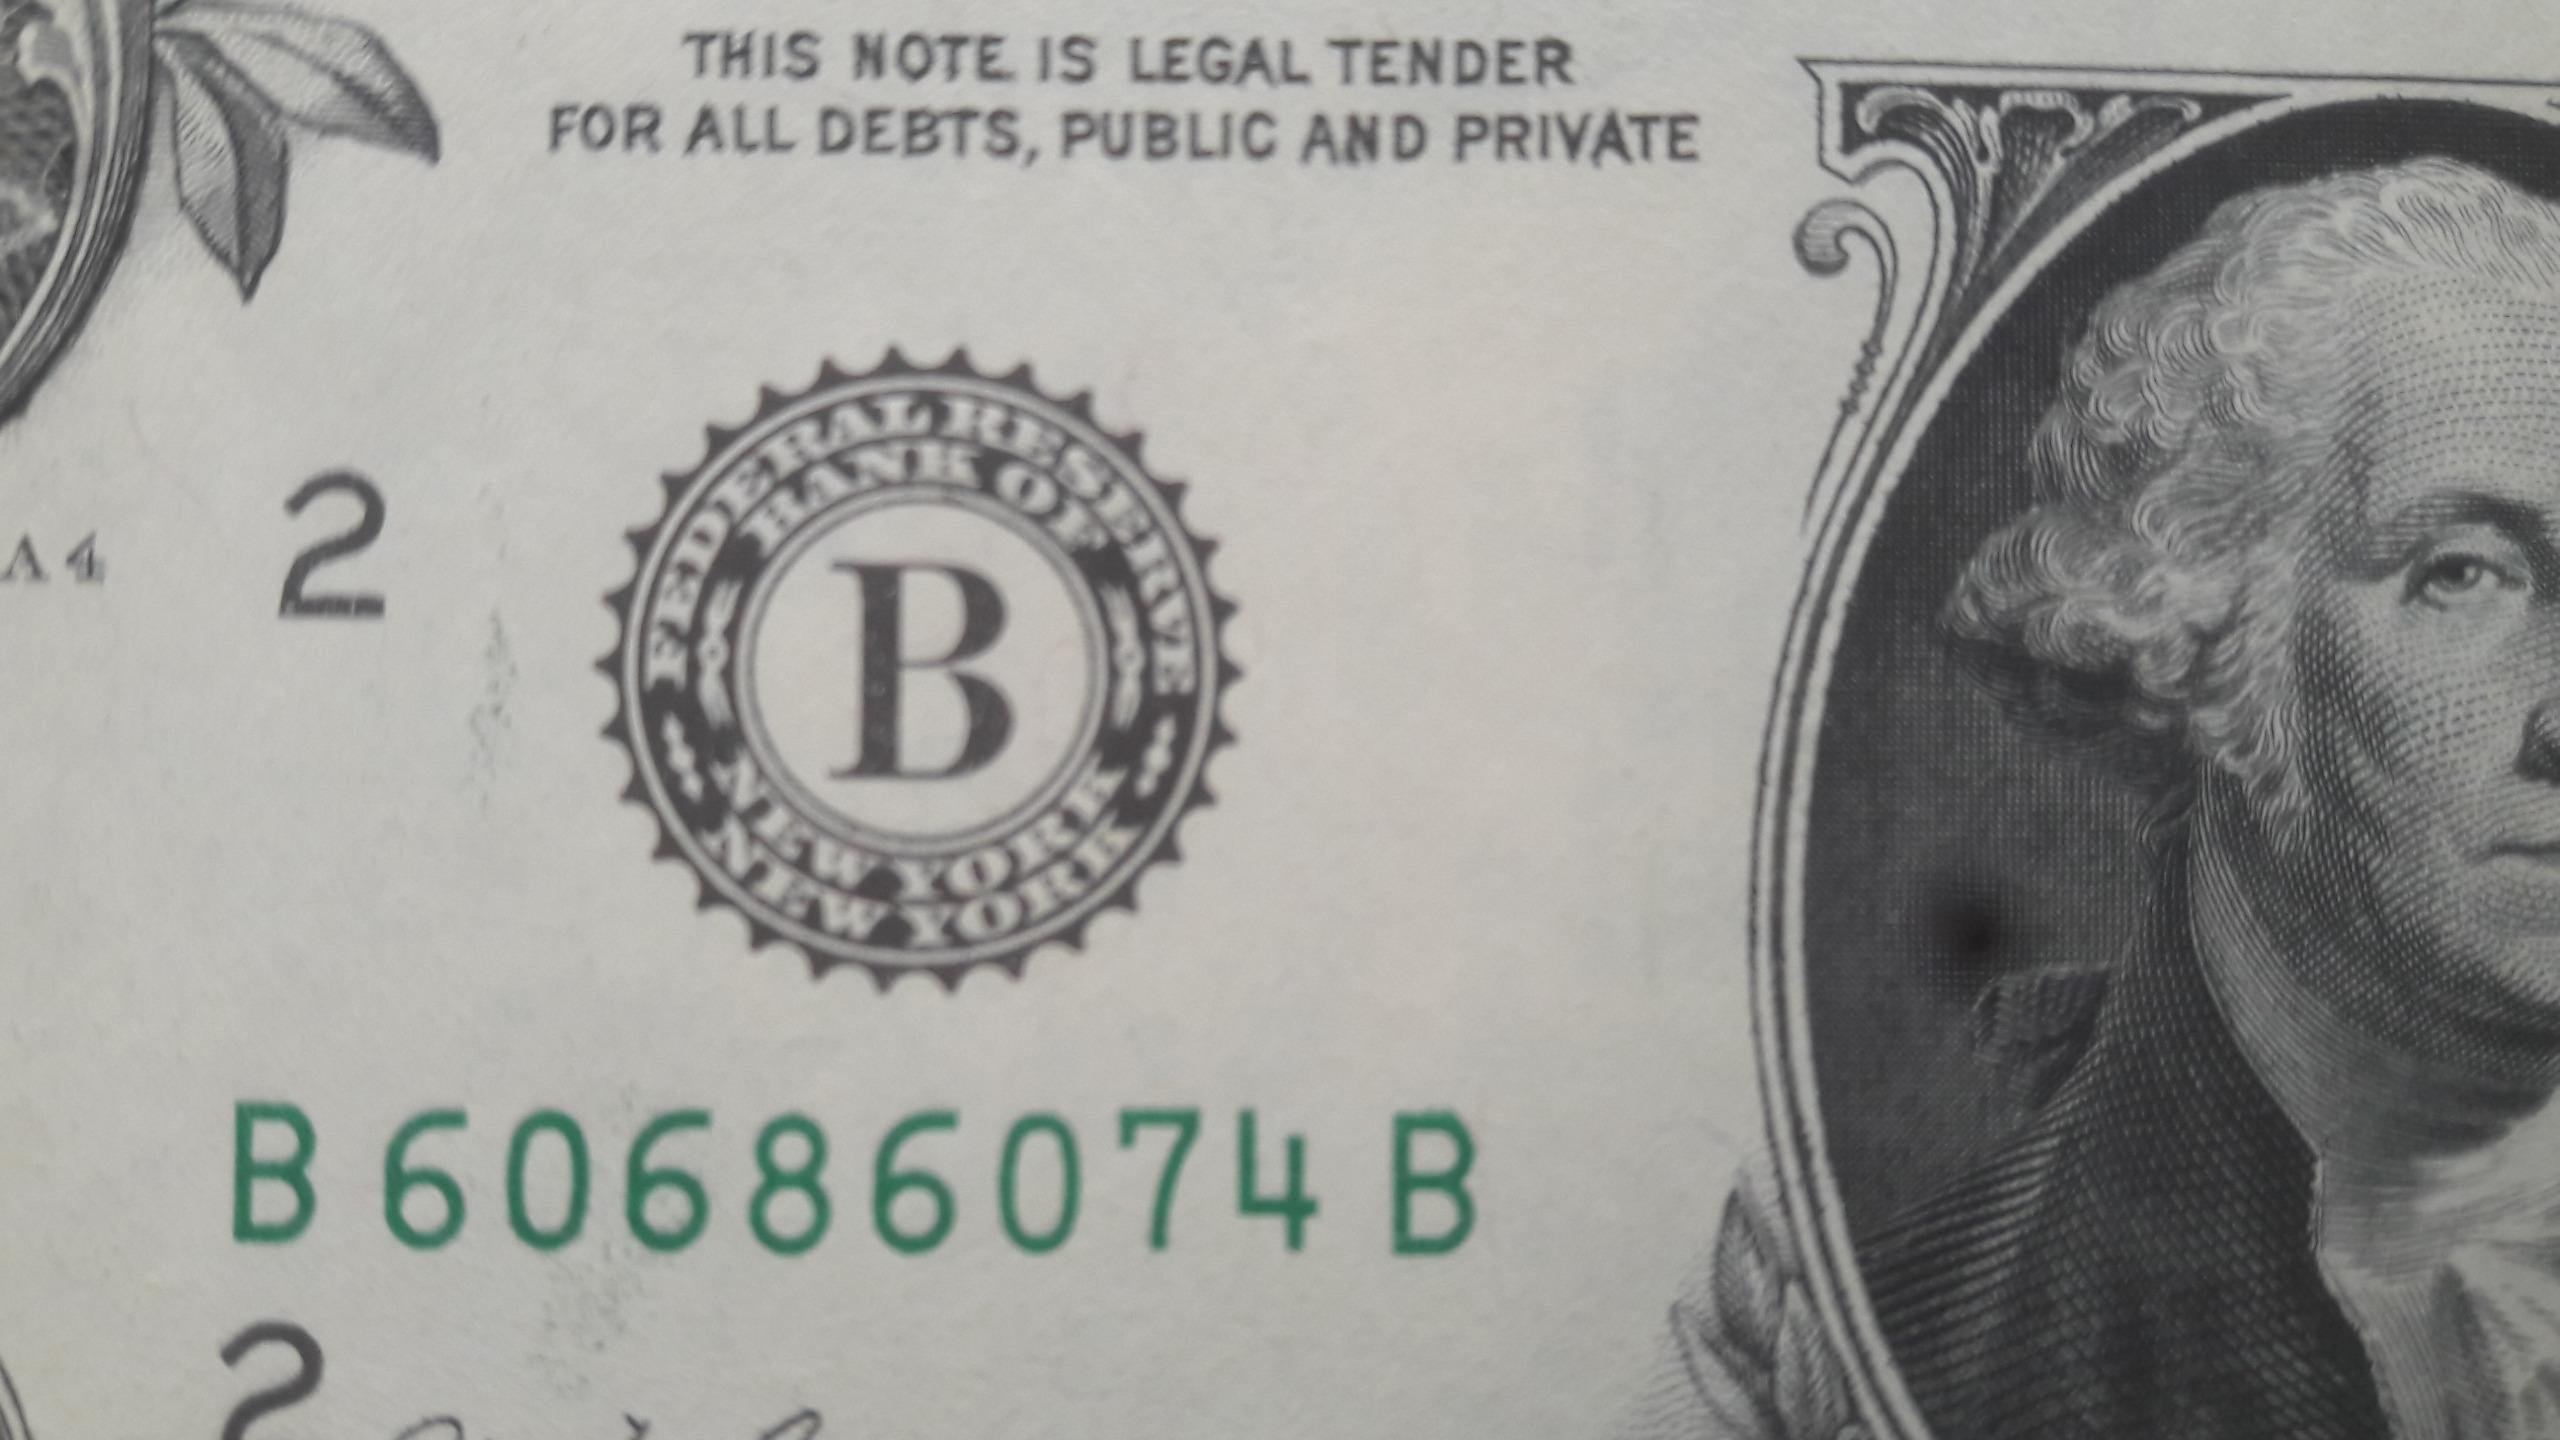 THIS NOTE IS LEGAL TENDER
FOR ALL DEBTS, PUBLIC AND PRIVATE
A 4
2
FEDERAL RESERVE
BANK OF
B
NEW YORK
NEW YORK
B 60686074 B
2